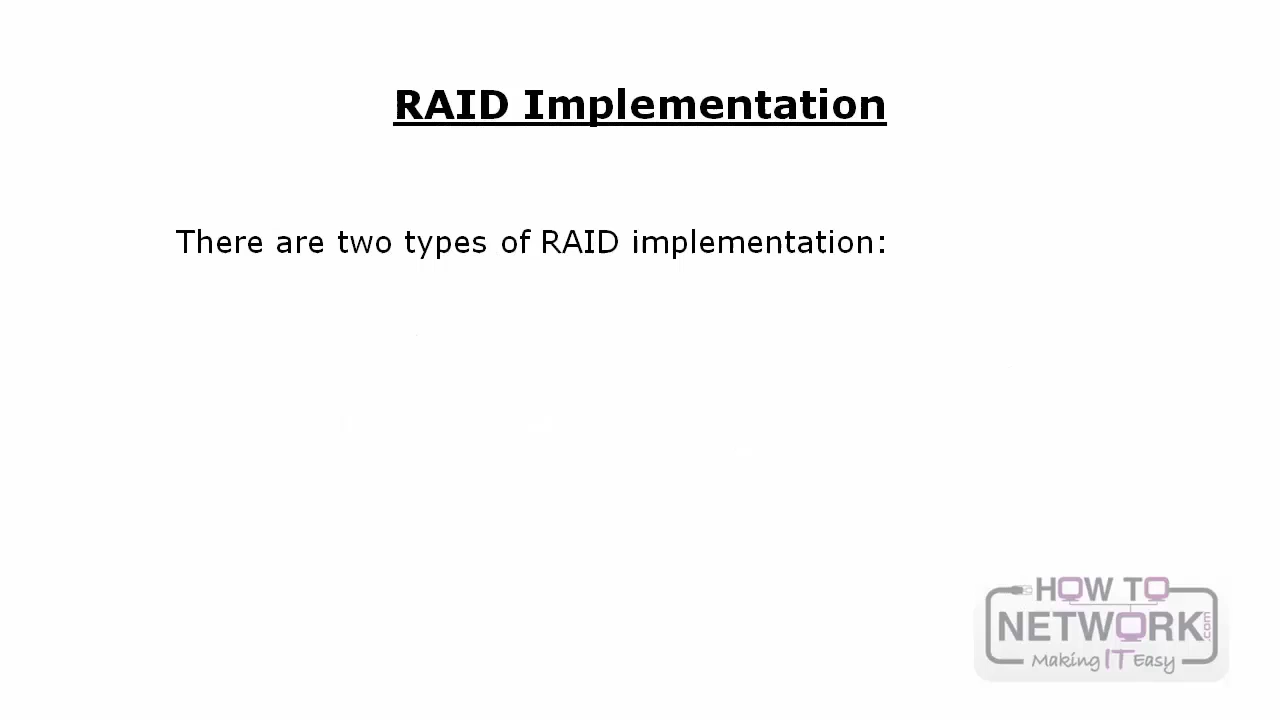 RAID Implementation
There are two types of RAID implementation:
HOW TO
NETWORK.com
Making IT Easy